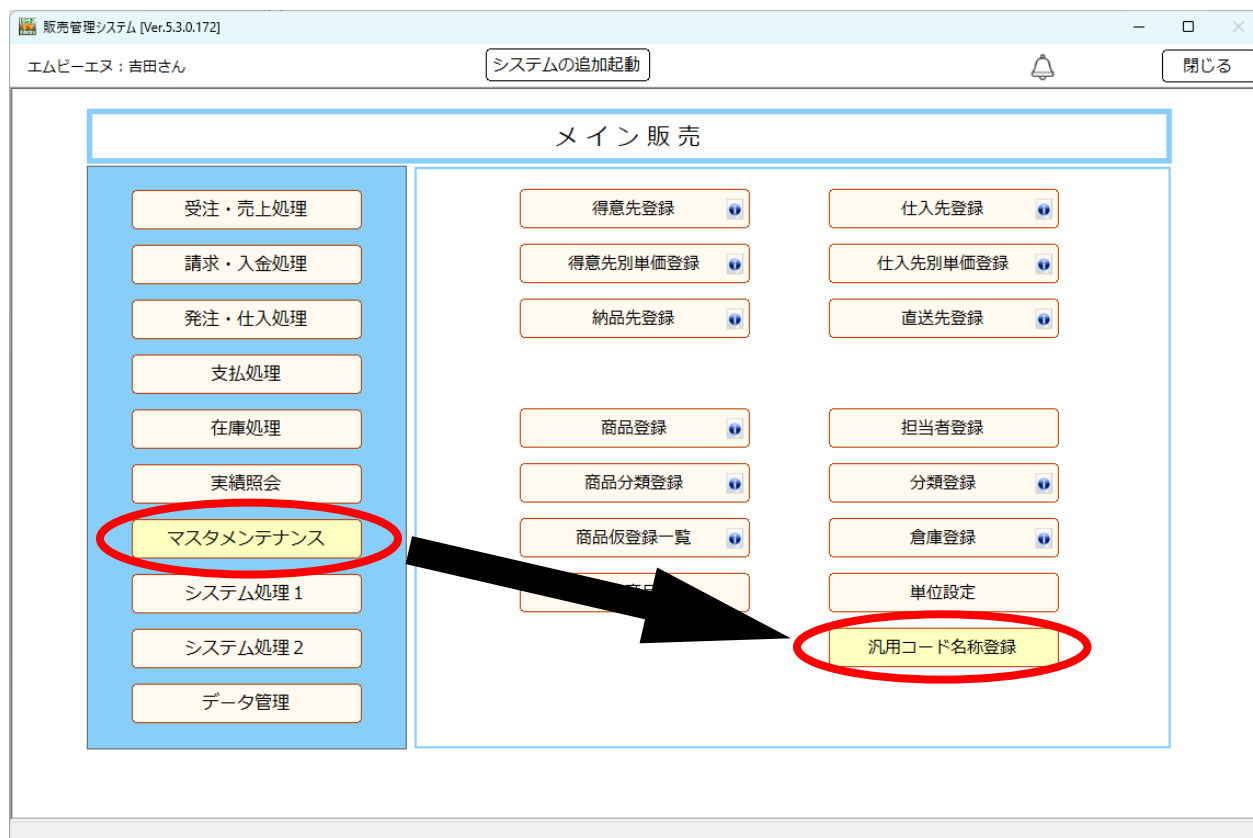 販売管理システム [Ver.5.3.0.172]
エムビーエヌ：吉田さん
システムの追加起動
閉じる
メイン販売
受注・売上処理
請求・入金処理
発注・仕入処理
支払処理
在庫処理
実績照会
マスタメンテナンス
システム処理１
システム処理２
データ管理
得意先登録
仕入先登録
得意先別単価登録
仕入先別単価登録
納品先登録
直送先登録
商品登録
担当者登録
商品分類登録
分類登録
商品仮登録一覧
倉庫登録
単位設定
汎用コード名称登録